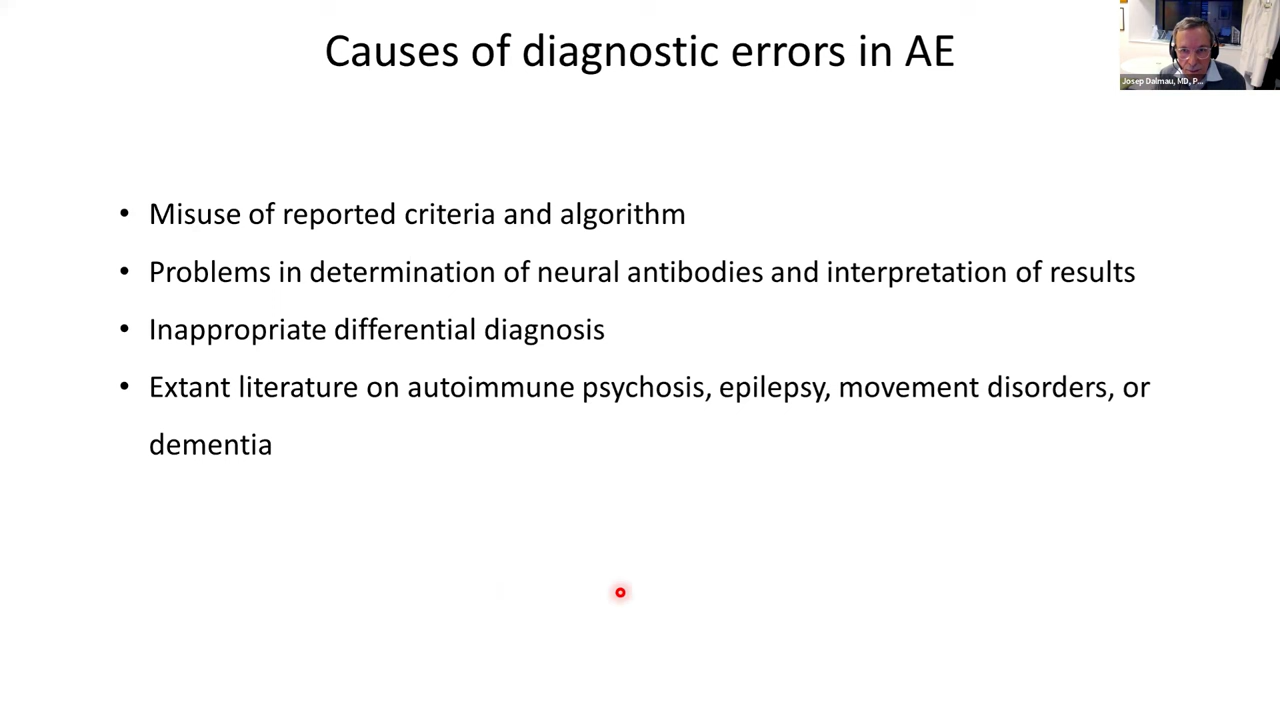 Causes of diagnostic errors in AE
Josep Dalmau, MD, P...
• Misuse of reported criteria and algorithm
• Problems in determination of neural antibodies and interpretation of results
• Inappropriate differential diagnosis
• Extant literature on autoimmune psychosis, epilepsy, movement disorders, or
dementia